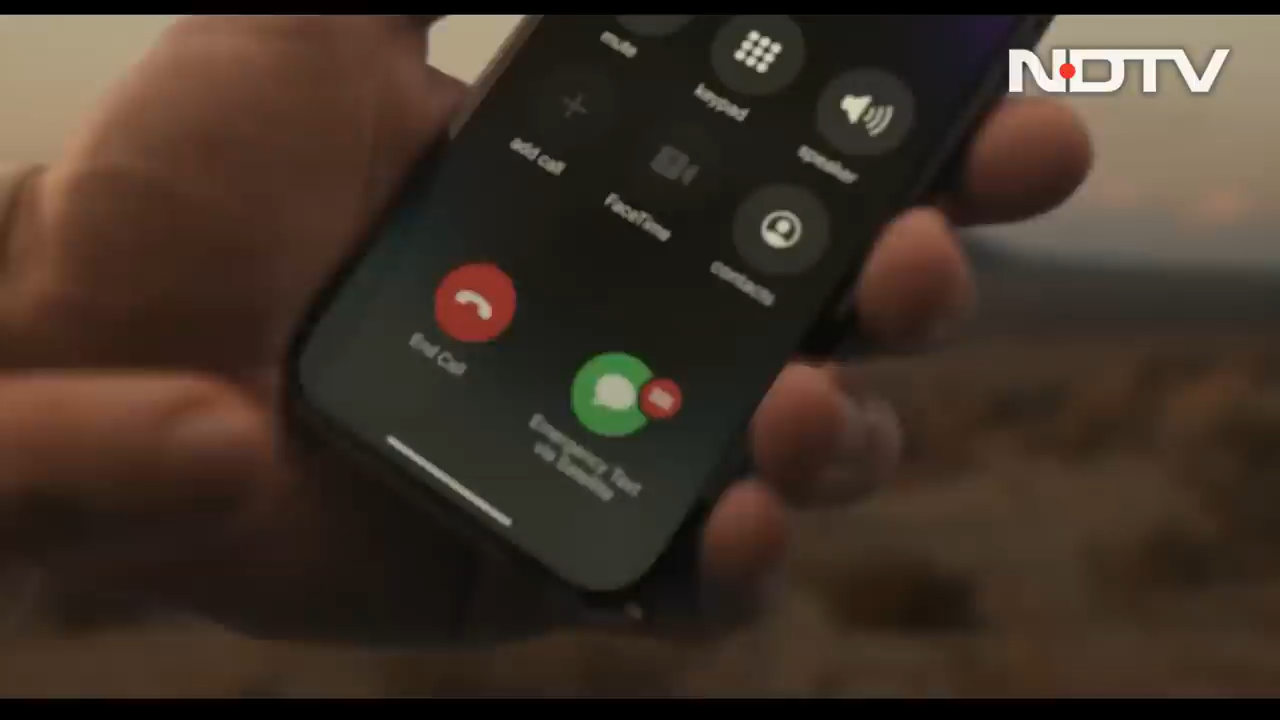 NDTV
mute
keypad
speaker
add call
FaceTime
contacts
End Call
Emergency Text
via Satellite